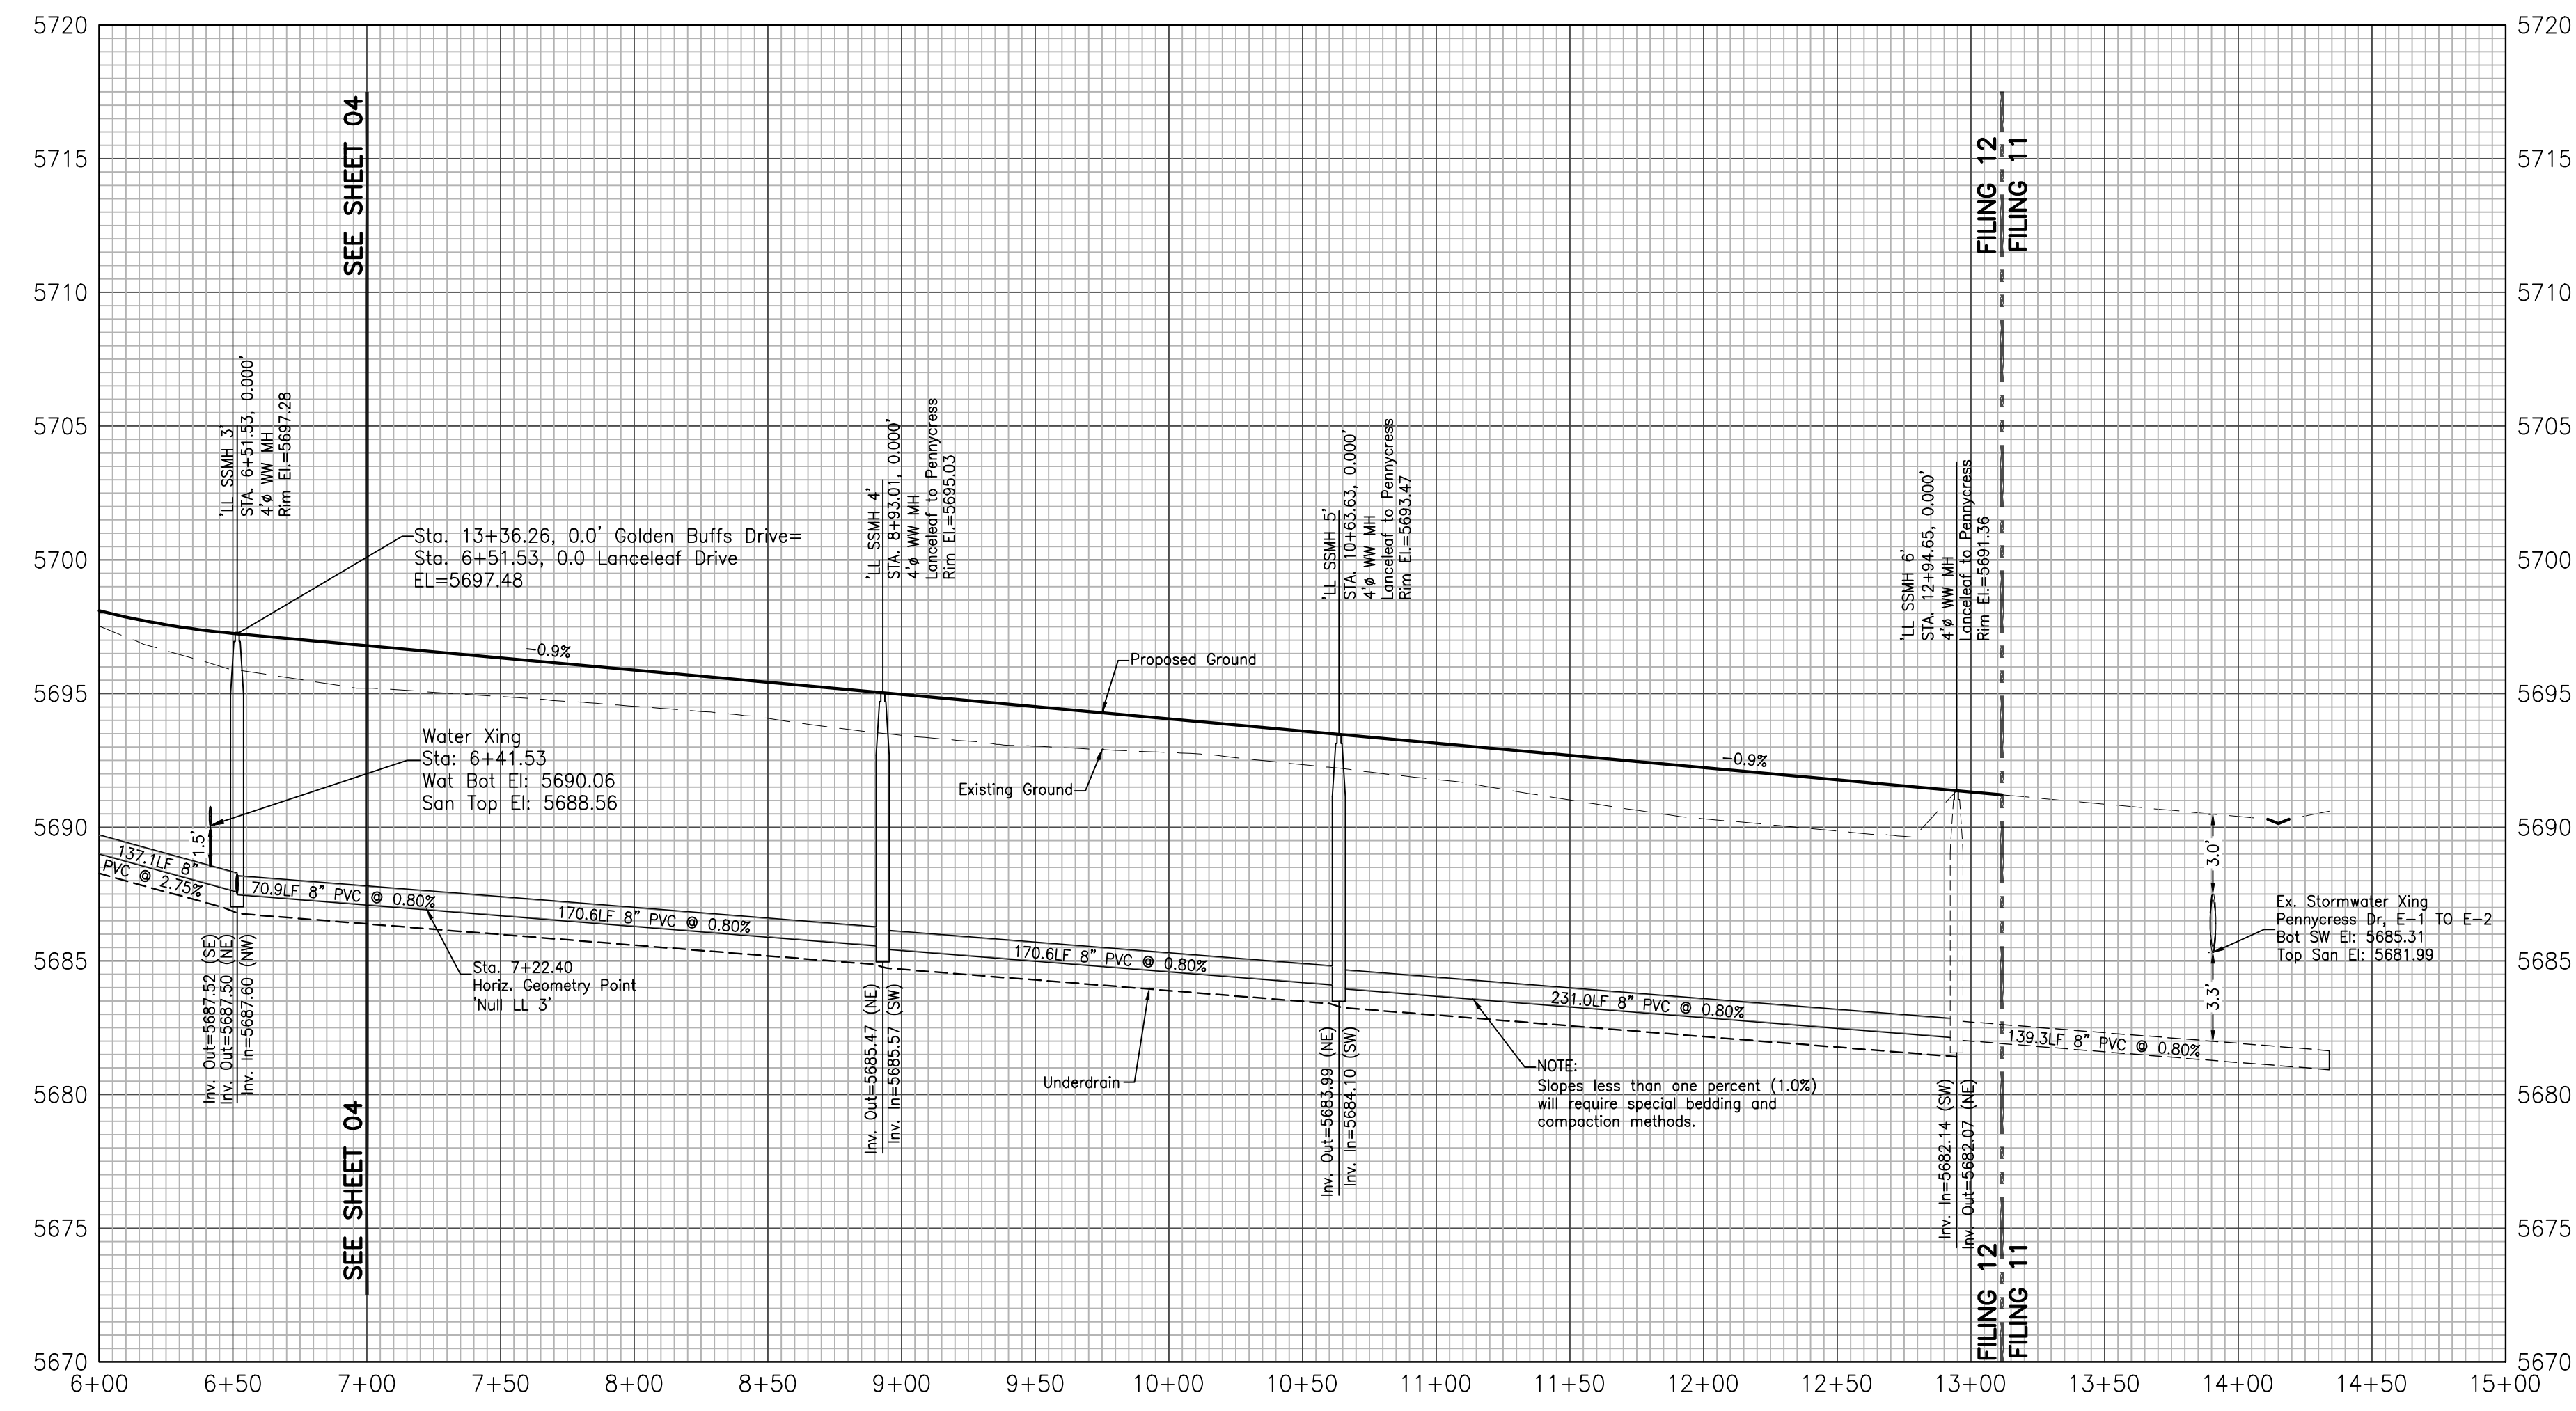 5720
5715
5710
5705
5700
5695
5690
5685
5680
5675
5670
5720
5715
5710
5705
5700
5695
5690
5685
5680
5675
5670
6+00
6+50
7+00
7+50
8+00
8+50
9+00
9+50
10+00
10+50
11+00
11+50
12+00
12+50
13+00
13+50
14+00
14+50
15+00
SEE SHEET 04
SEE SHEET 04
FILING 12
FILING 11
FILING 12
FILING 11
'LL SSMH 3'
STA. 6+51.53, 0.000'
4'ø WW MH
Rim El.=5697.28
Sta. 13+36.26, 0.0' Golden Buffs Drive=
Sta. 6+51.53, 0.0 Lanceleaf Drive
EL=5697.48
'LL SSMH 4'
STA. 8+93.01, 0.000'
4'ø WW MH
Lanceleaf to Pennycress
Rim El.=5695.03
'LL SSMH 5'
STA. 10+63.63, 0.000'
4'ø WW MH
Lanceleaf to Pennycress
Rim El.=5693.47
'LL SSMH 6'
STA. 12+94.65, 0.000'
4'ø WW MH
Lanceleaf to Pennycress
Rim El.=5691.36
-0.9%
Proposed Ground
-0.9%
Existing Ground
Water Xing
Sta: 6+41.53
Wat Bot El: 5690.06
San Top El: 5688.56
1.5'
137.1LF 8"
PVC @ 2.75%
70.9LF 8" PVC @ 0.80%
170.6LF 8" PVC @ 0.80%
170.6LF 8" PVC @ 0.80%
231.0LF 8" PVC @ 0.80%
139.3LF 8" PVC @ 0.80%
3.0'
3.3'
Ex. Stormwater Xing
Pennycress Dr, E-1 TO E-2
Bot SW El: 5685.31
Top San El: 5681.99
Sta. 7+22.40
Horiz. Geometry Point
'Null LL 3'
Underdrain
NOTE:
Slopes less than one percent (1.0%)
will require special bedding and
compaction methods.
Inv. Out=5687.52 (SE)
Inv. Out=5687.50 (NE)
Inv. In=5687.60 (NW)
Inv. Out=5685.47 (NE)
Inv. In=5685.57 (SW)
Inv. Out=5683.99 (NE)
Inv. In=5684.10 (SW)
Inv. In=5682.14 (SW)
Inv. Out=5682.07 (NE)